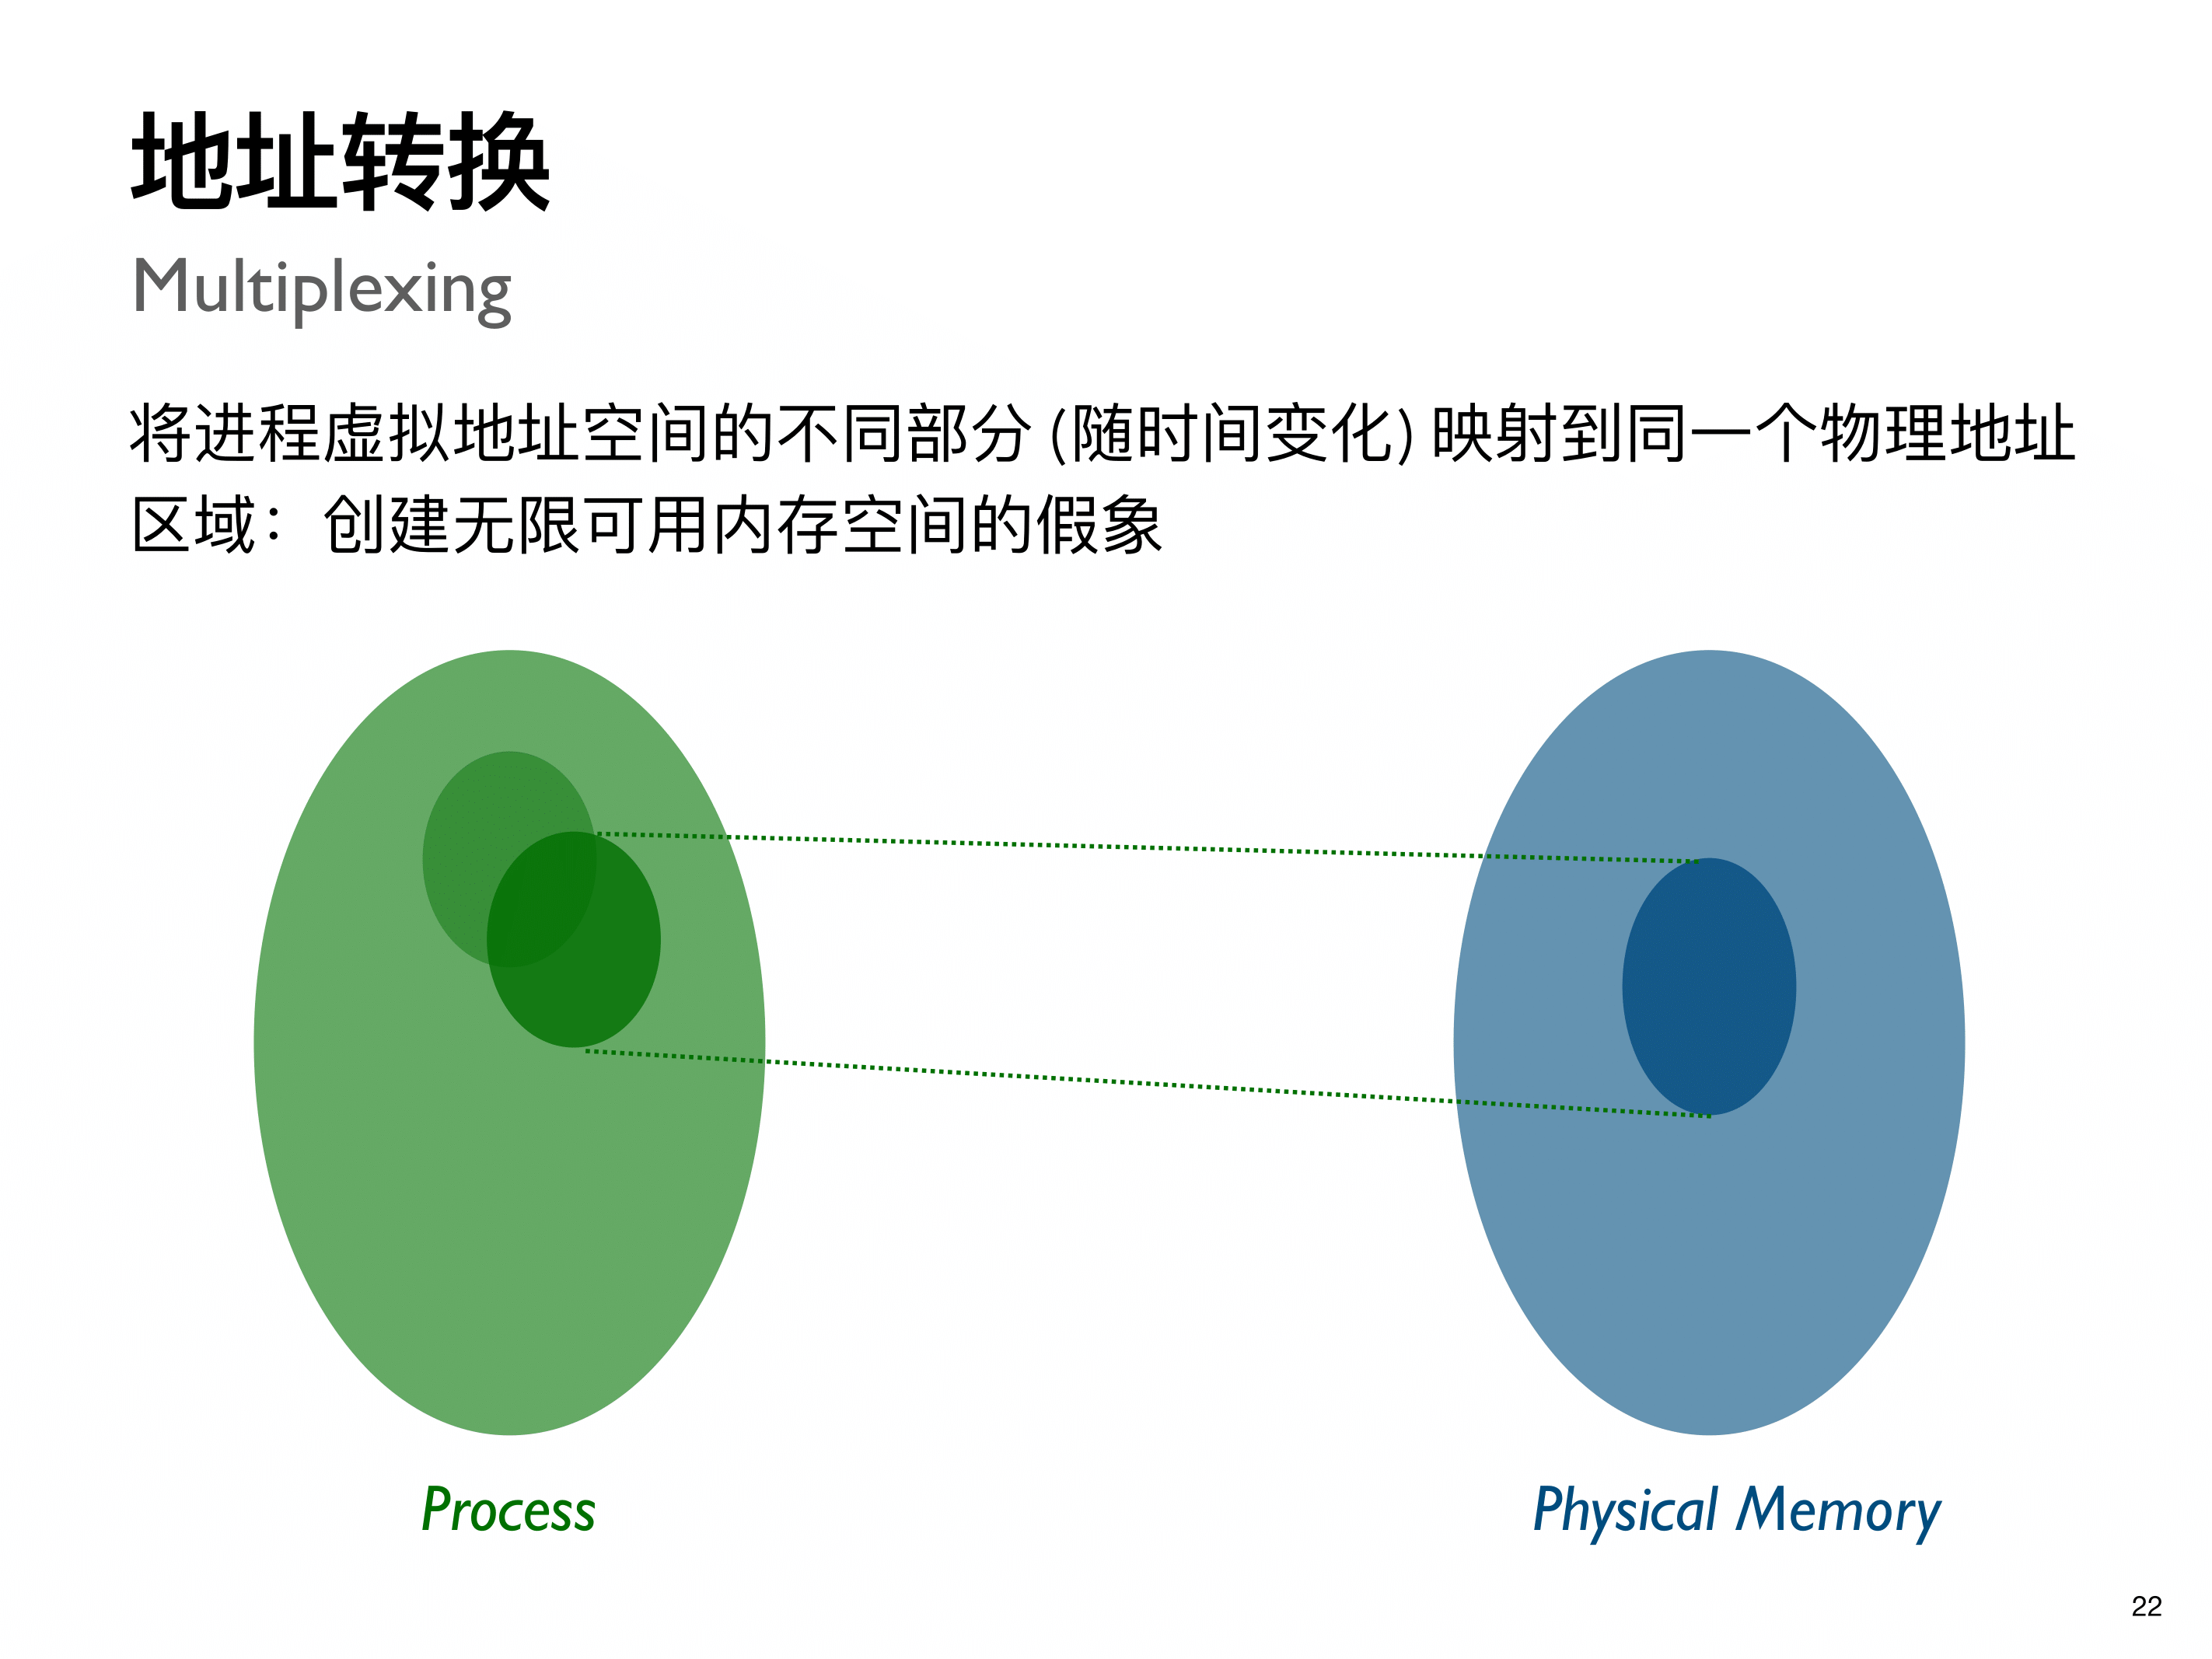 地址转换
Multiplexing
将进程虚拟地址空间的不同部分 (随时间变化) 映射到同一个物理地址
区域：创建无限可用内存空间的假象
Process
Physical Memory
22